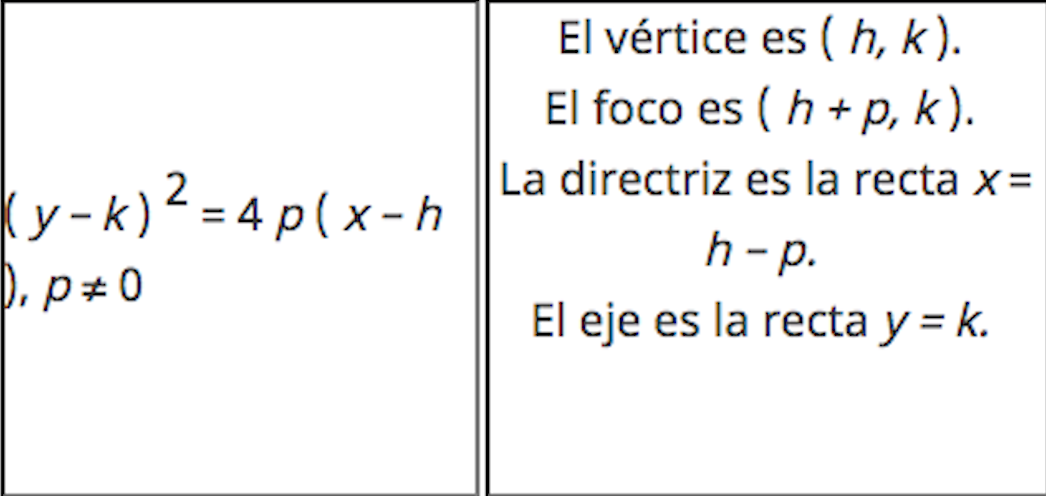 ( y – k ) 2 = 4 p ( x – h
), p ≠ 0
El vértice es ( h, k ).
El foco es ( h + p, k ).
La directriz es la recta x =
h – p.
El eje es la recta y = k.